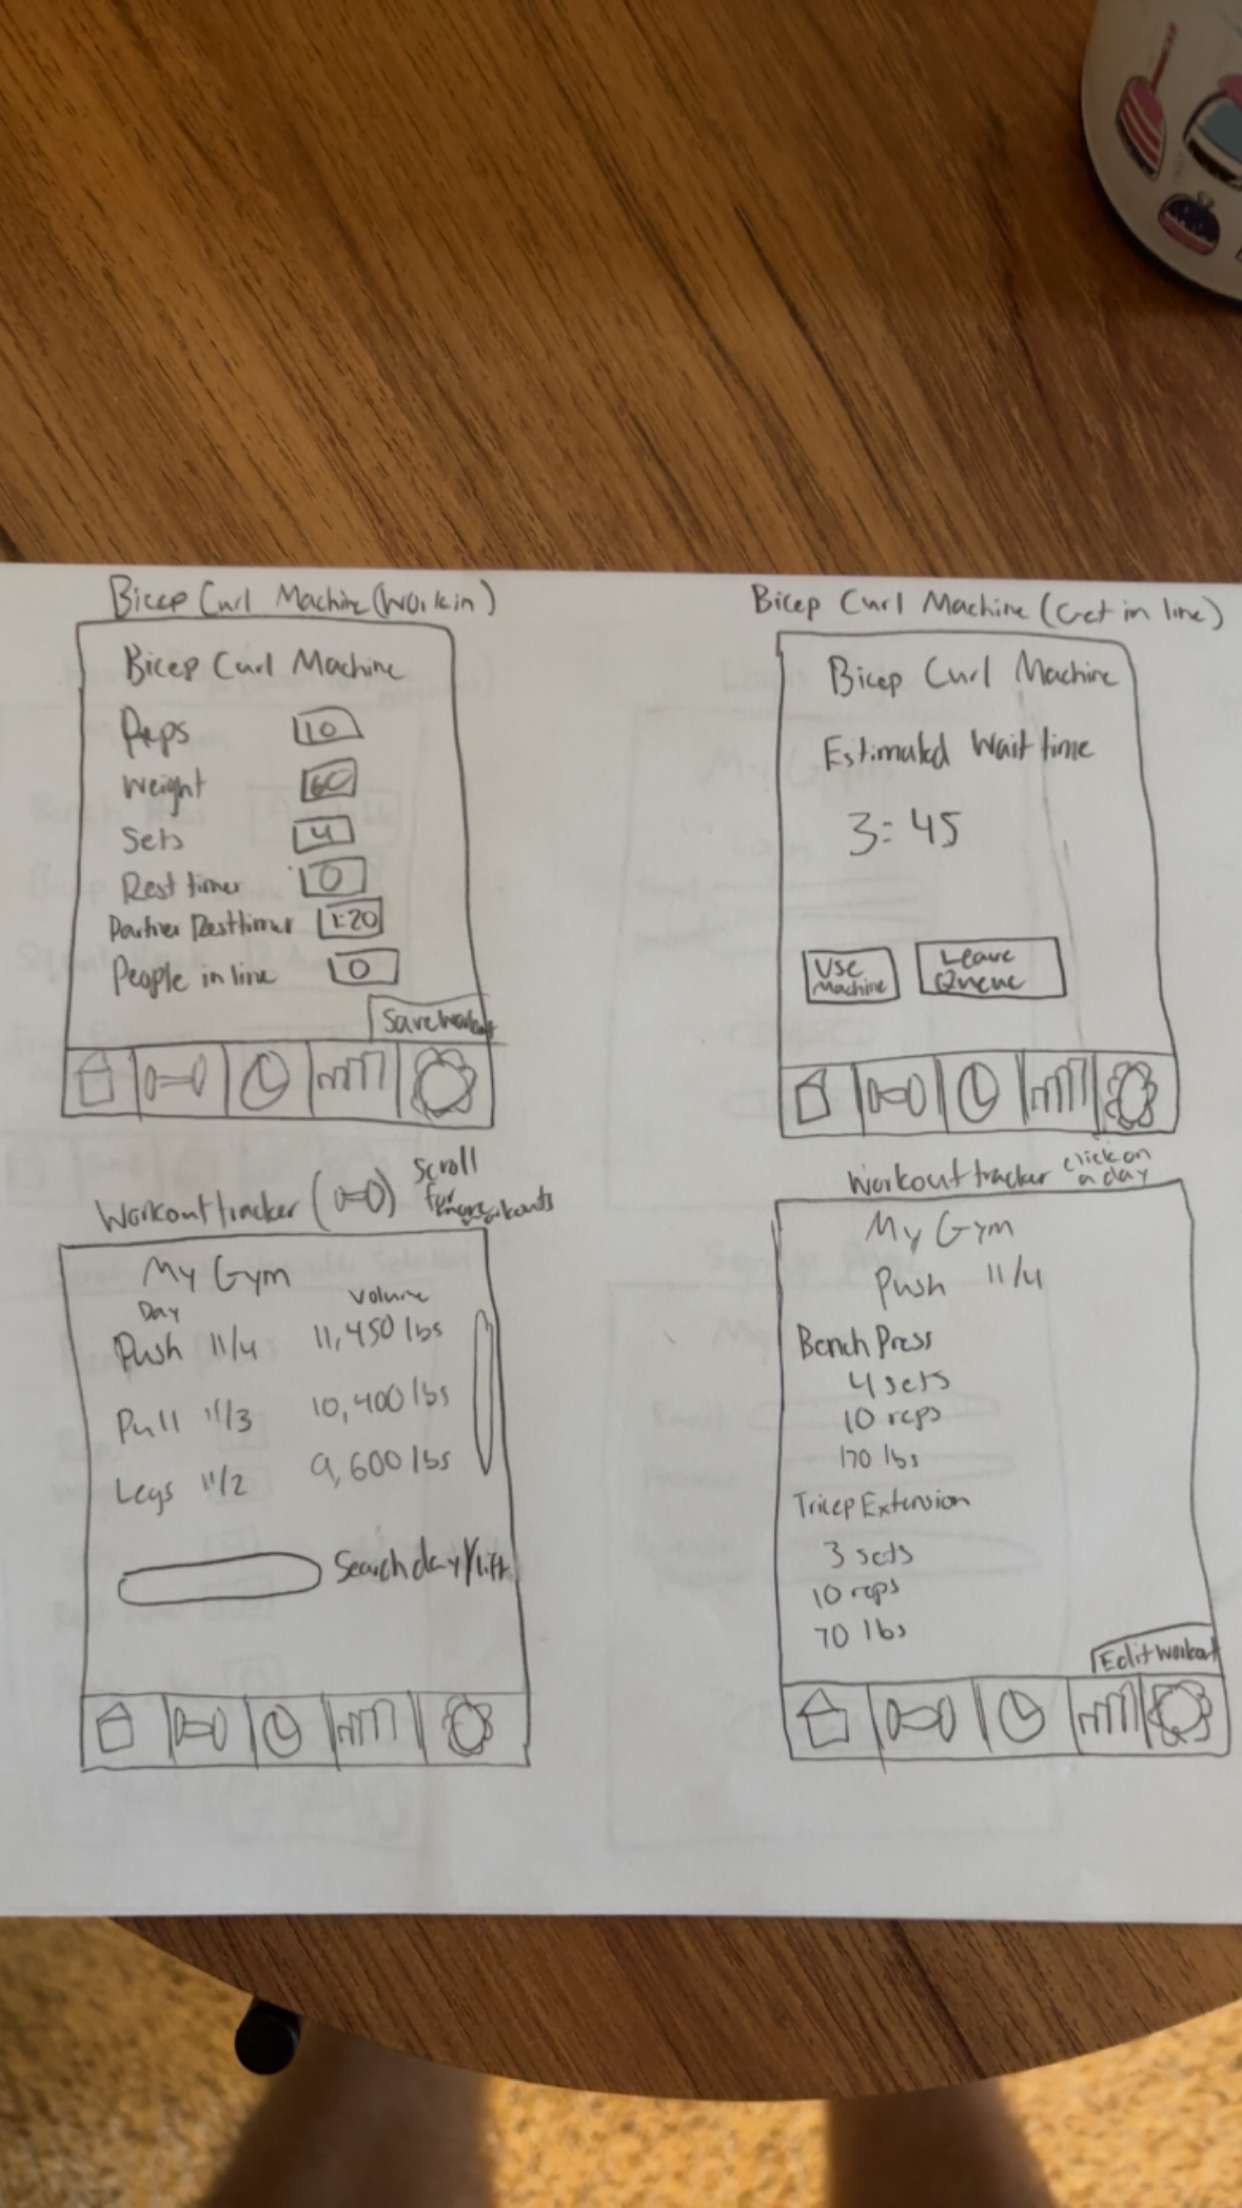 Bicep Curl Machine (Work in)
Bicep Curl Machine
Reps 10
Weight 60
Sets 4
Rest timer 0
Partner Rest timer 1:20
People in line 0
Save workout
Bicep Curl Machine (Get in line)
Bicep Curl Machine
Estimated Wait time
3:45
Use Machine
Leave Queue
Workout tracker ( ) Scroll for more workouts
My Gym
Day Volume
Push 11/4 11,450 lbs
Pull 11/3 10,400 lbs
Legs 11/2 9,600 lbs
Search day/lift
Workout tracker click on a day
My Gym
Push 11/4
Bench Press
4 sets
10 reps
170 lbs
Tricep Extension
3 sets
10 reps
70 lbs
Edit workout